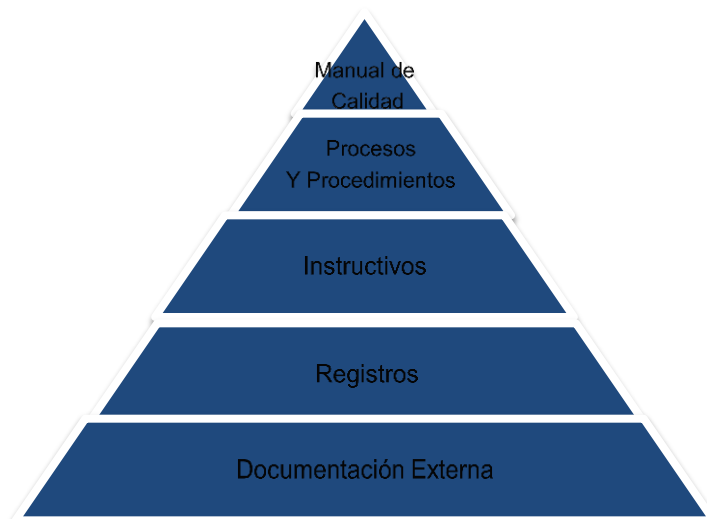 Manual de
Calidad
Procesos
Y Procedimientos
Instructivos
Registros
Documentación Externa